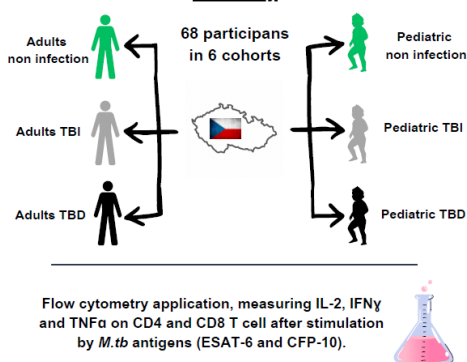 68 participans
in 6 cohorts
Adults
non infection
Pediatric
non infection
Adults TBI
Pediatric TBI
Adults TBD
Pediatric TBD
Flow cytometry application, measuring IL-2, IFNɣ
and TNFα on CD4 and CD8 T cell after stimulation
by M.tb antigens (ESAT-6 and CFP-10).